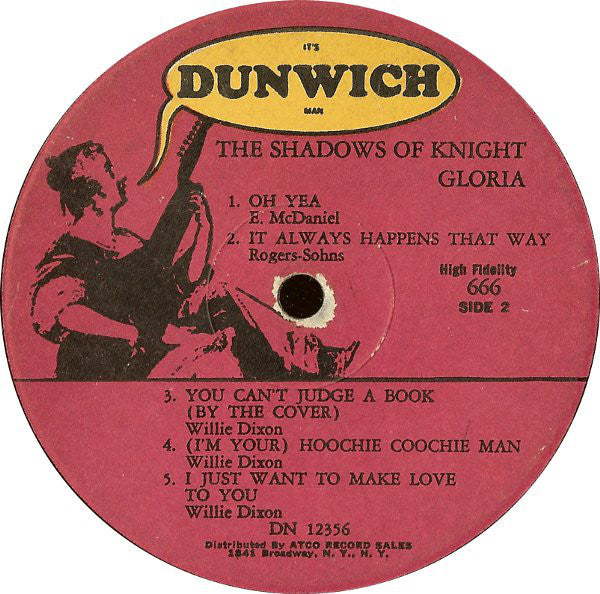 IT'S
DUNWICH
MAN
THE SHADOWS OF KNIGHT
GLORIA
1. OH YEA
E. McDaniel
2. IT ALWAYS HAPPENS THAT WAY
Rogers-Sohns
High Fidelity
666
SIDE 2
3. YOU CAN'T JUDGE A BOOK
(BY THE COVER)
Willie Dixon
4. (I'M YOUR) HOOCHIE COOCHIE MAN
Willie Dixon
5. I JUST WANT TO MAKE LOVE
TO YOU
Willie Dixon
DN 12356
Distributed By ATCO RECORD SALES
1841 Broadway, N. Y., N. Y.